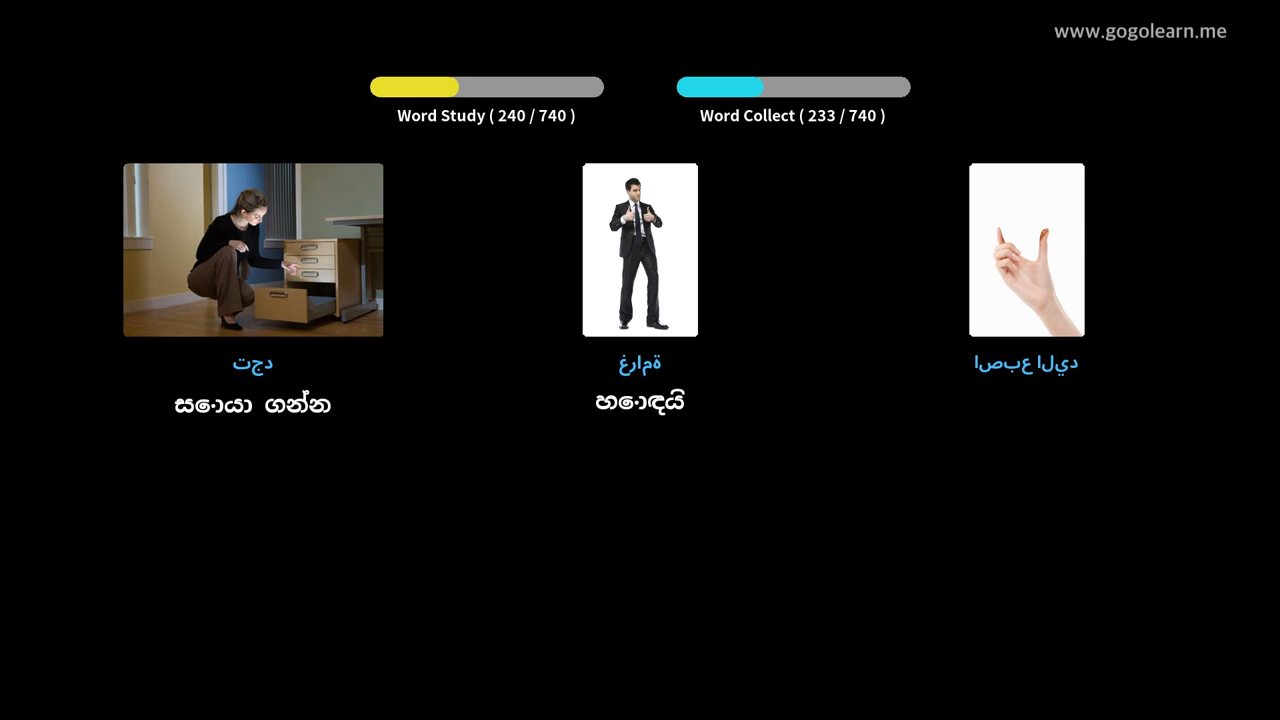 www.gogolearn.me
Word Study ( 240 / 740 )
Word Collect ( 233 / 740 )
تجد
غرامة
اصبع اليد
සොයා ගන්න
හොඳයි